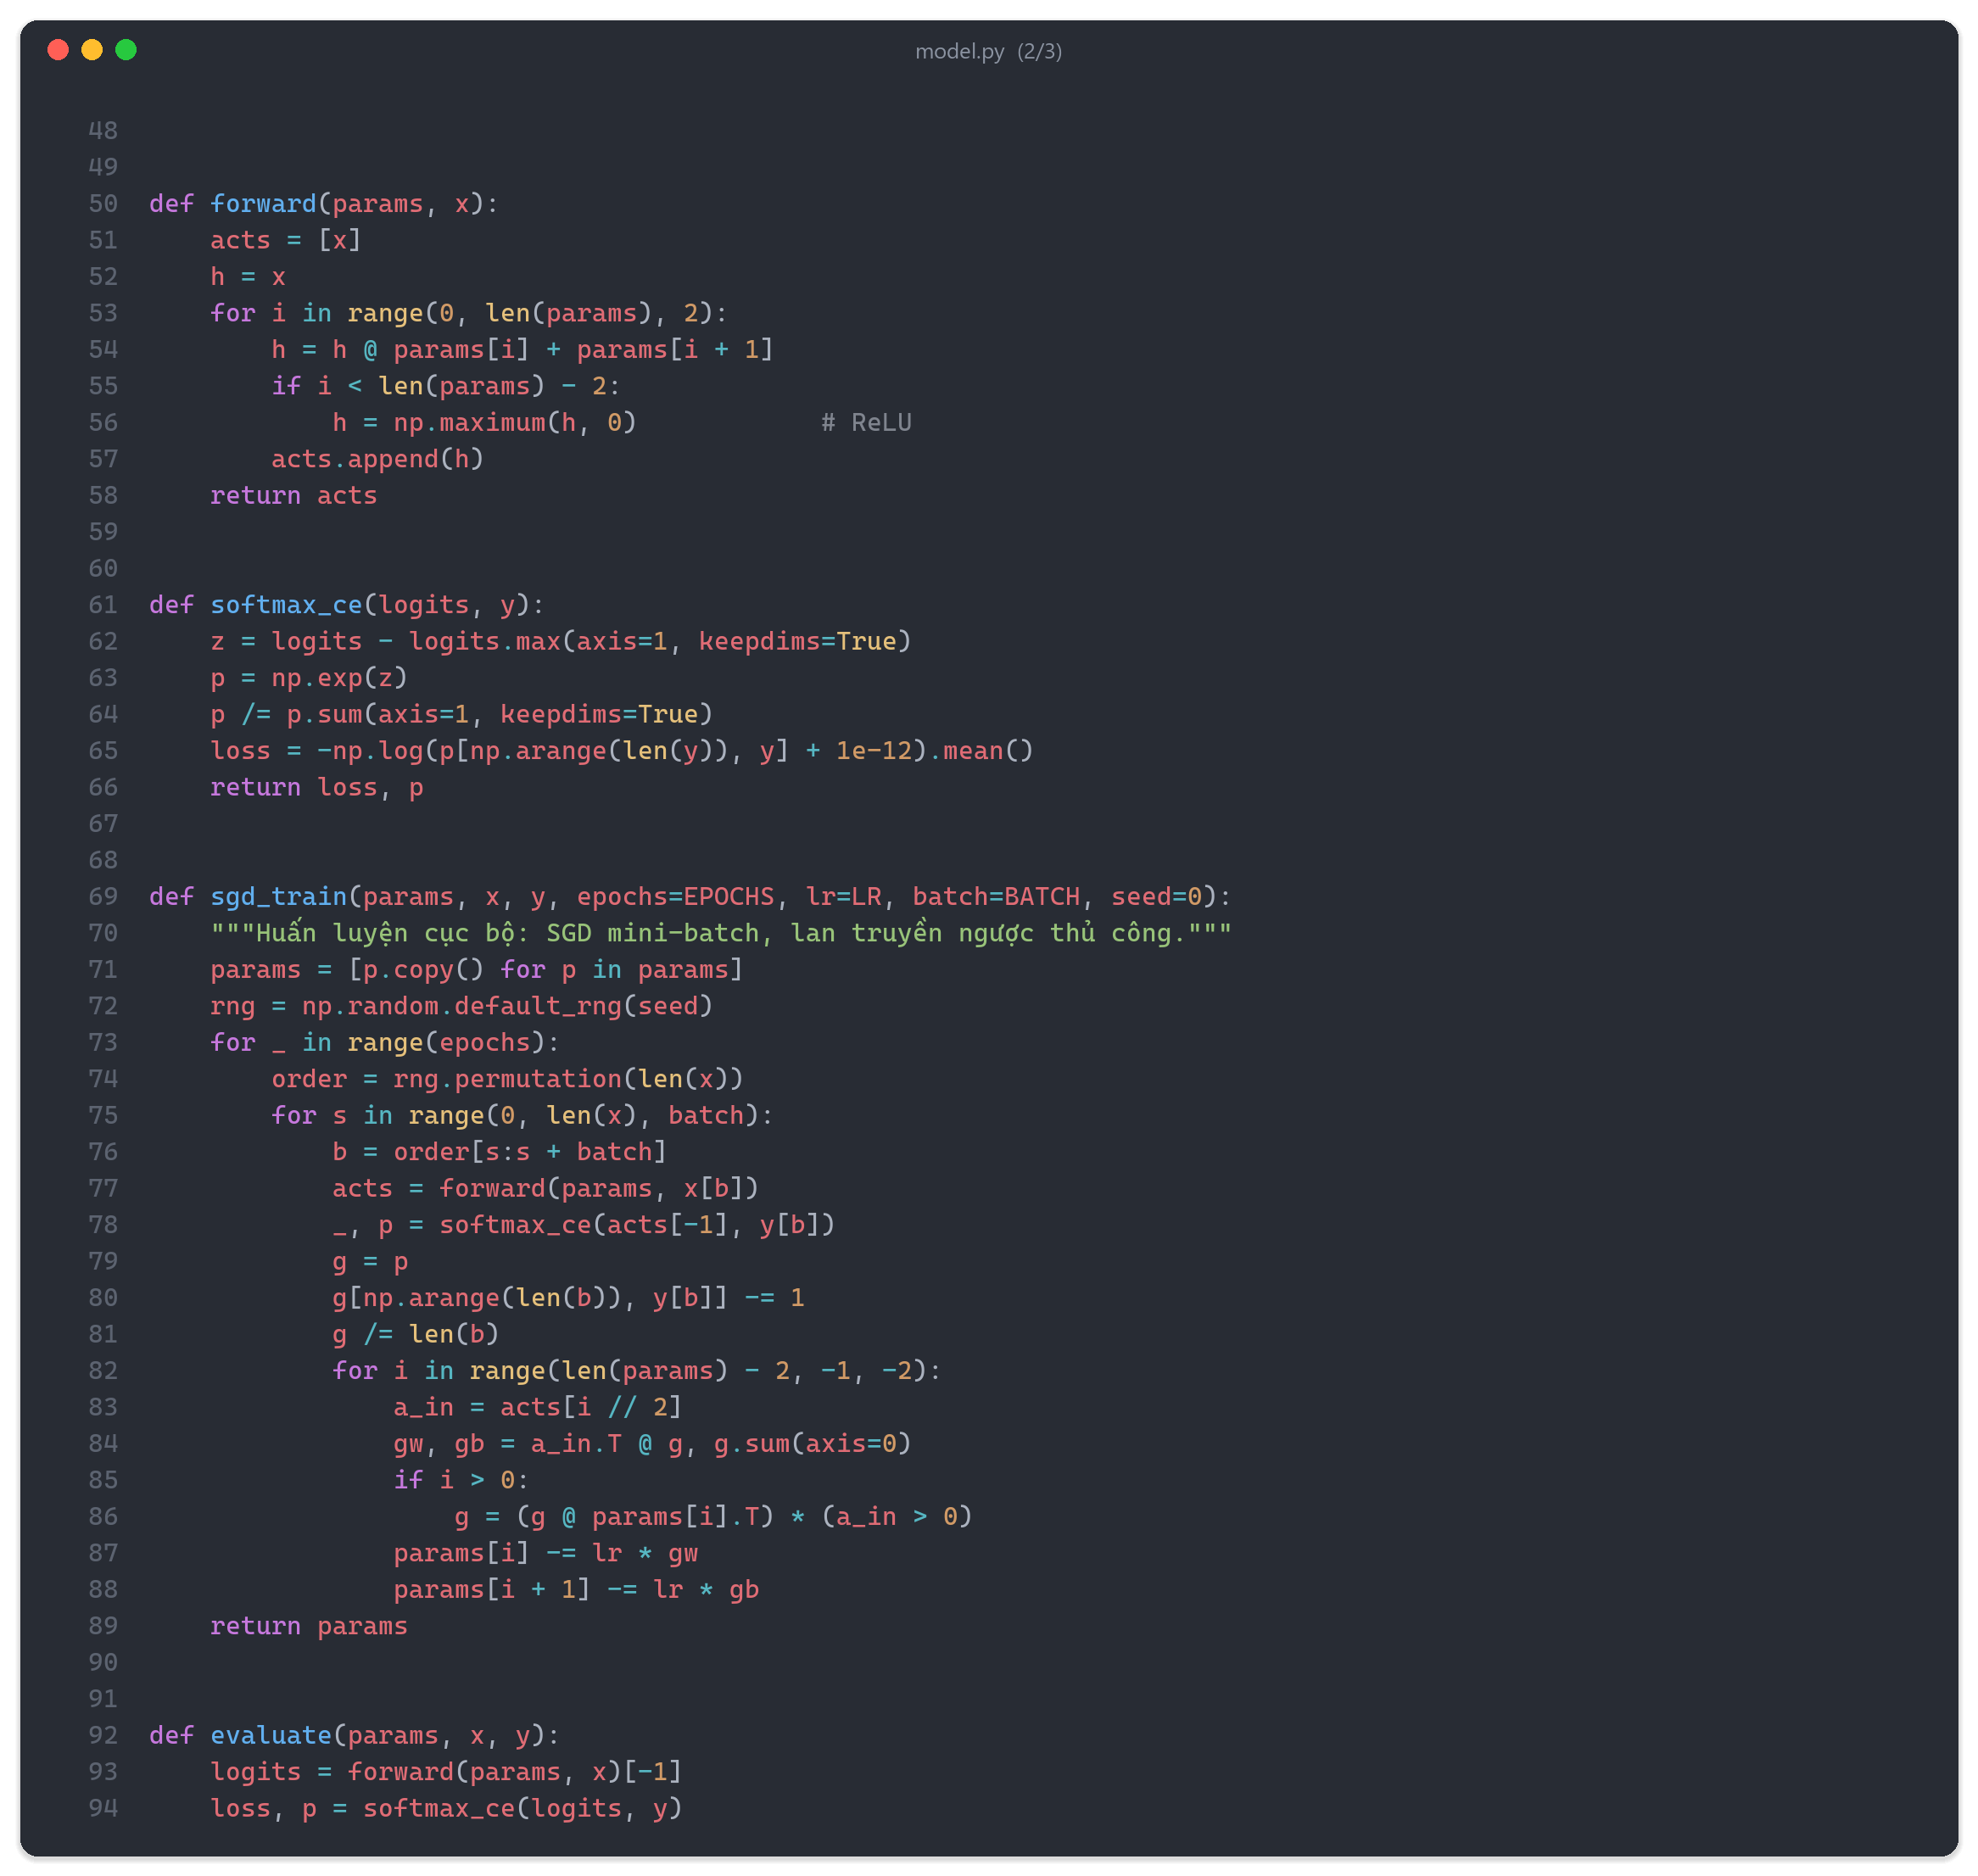 model.py (2/3)
48
49
50 def forward(params, x):
51     acts = [x]
52     h = x
53     for i in range(0, len(params), 2):
54         h = h @ params[i] + params[i + 1]
55         if i < len(params) - 2:
56             h = np.maximum(h, 0)            # ReLU
57         acts.append(h)
58     return acts
59
60
61 def softmax_ce(logits, y):
62     z = logits - logits.max(axis=1, keepdims=True)
63     p = np.exp(z)
64     p /= p.sum(axis=1, keepdims=True)
65     loss = -np.log(p[np.arange(len(y)), y] + 1e-12).mean()
66     return loss, p
67
68
69 def sgd_train(params, x, y, epochs=EPOCHS, lr=LR, batch=BATCH, seed=0):
70     """Huấn luyện cục bộ: SGD mini-batch, lan truyền ngược thủ công."""
71     params = [p.copy() for p in params]
72     rng = np.random.default_rng(seed)
73     for _ in range(epochs):
74         order = rng.permutation(len(x))
75         for s in range(0, len(x), batch):
76             b = order[s:s + batch]
77             acts = forward(params, x[b])
78             _, p = softmax_ce(acts[-1], y[b])
79             g = p
80             g[np.arange(len(b)), y[b]] -= 1
81             g /= len(b)
82             for i in range(len(params) - 2, -1, -2):
83                 a_in = acts[i // 2]
84                 gw, gb = a_in.T @ g, g.sum(axis=0)
85                 if i > 0:
86                     g = (g @ params[i].T) * (a_in > 0)
87                 params[i] -= lr * gw
88                 params[i + 1] -= lr * gb
89     return params
90
91
92 def evaluate(params, x, y):
93     logits = forward(params, x)[-1]
94     loss, p = softmax_ce(logits, y)